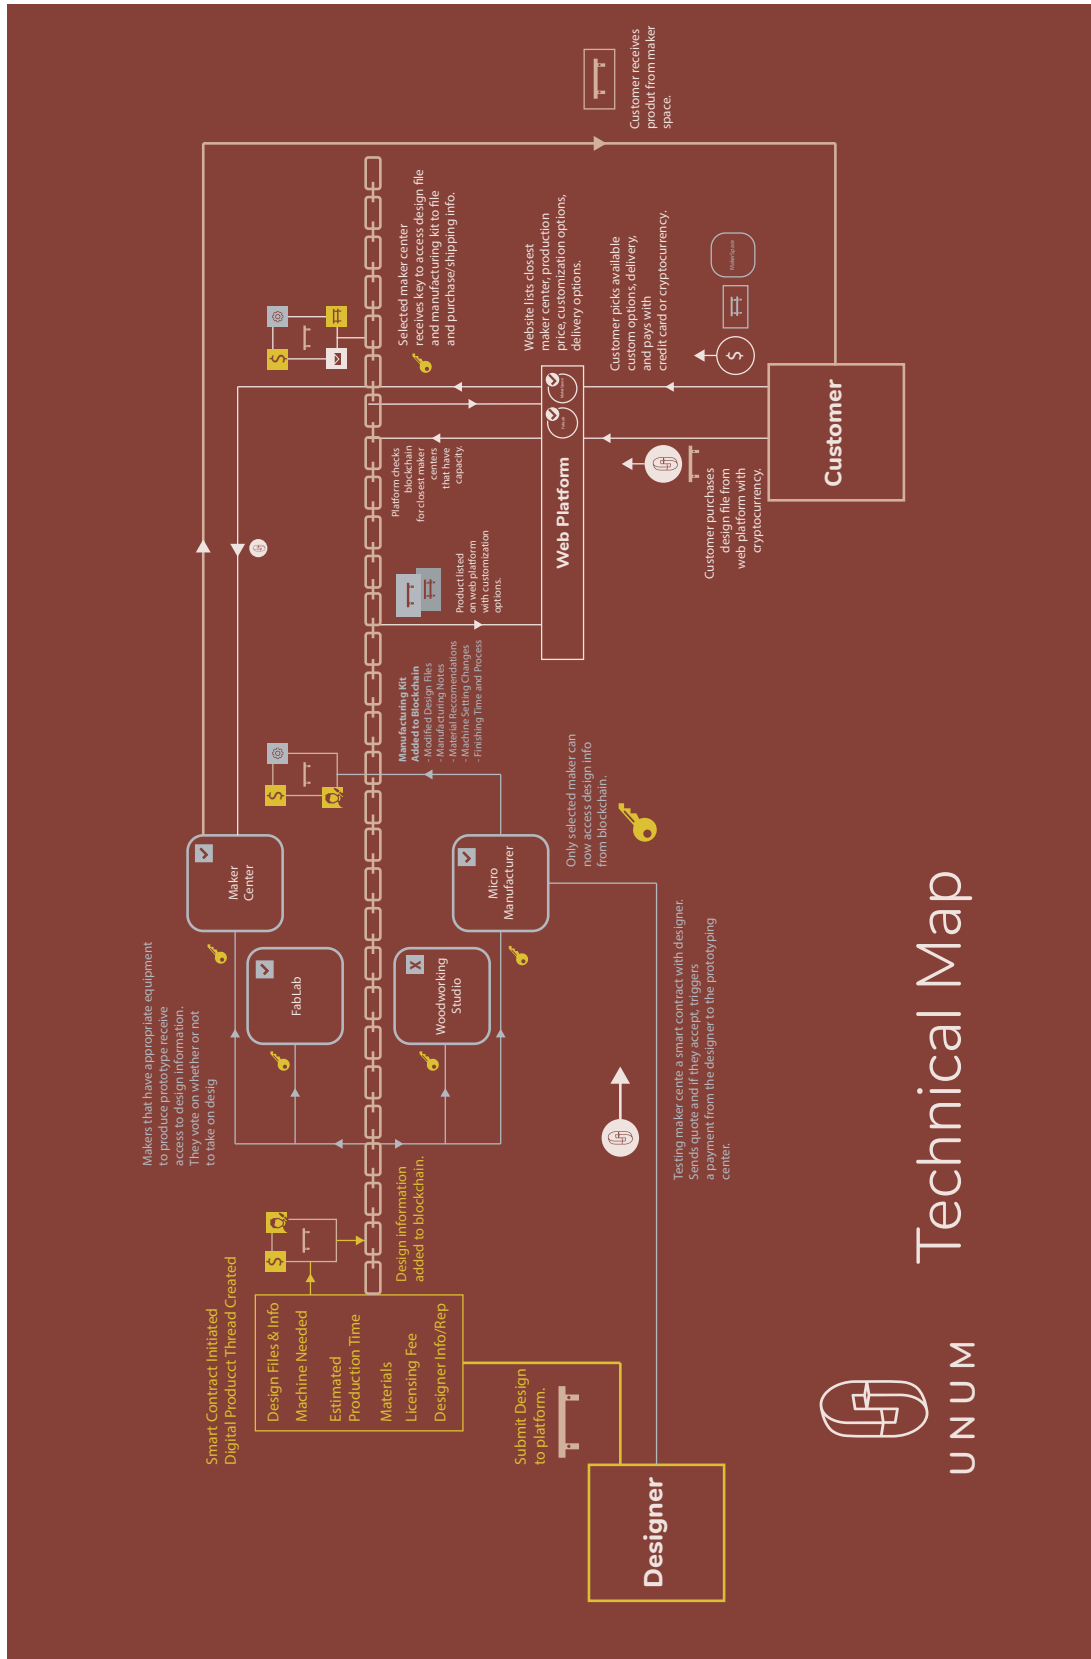 Smart Contract Initiated
Digital Producct Thread Created
Design Files & Info
Machine Needed
Estimated
Production Time
Materials
Licensing Fee
Designer Info/Rep
Submit Design
to platform.
Designer
Design information
added to blockchain.
Makers that have appropriate equipment
to produce prototype receive
access to design information.
They vote on whether or not
to take on desig
Maker
Center
FabLab
X
Woodworking
Studio
Micro
Manufacturer
Testing maker cente a smart contract with designer.
Sends quote and if they accept, triggers
a payment from the designer to the prototyping
center.
Only selected maker can
now access design info
from blockchain.
Manufacturing Kit
Added to Blockchain
- Modified Design Files
- Manufacturing Notes
- Material Reccomendations
- Machine Setting Changes
- Finishing Time and Process
Product listed
on web platform
with customization
options.
Web Platform
FabLab
MakerSpace
Platform checks
blockchain
for closest maker
centers
that have
capacity.
Customer purchases
design file from
web platform with
cryptocurrency.
Website lists closest
maker center, production
price, customization options,
delivery options.
Customer picks available
custom options, delivery,
and pays with
credit card or cryptocurrency.
$
MakerSpace
Customer
Selected maker center
receives key to access design file
and manufacturing kit to file
and purchase/shipping info.
$
$
$
Customer receives
produt from maker
space.
UNUM
Technical Map